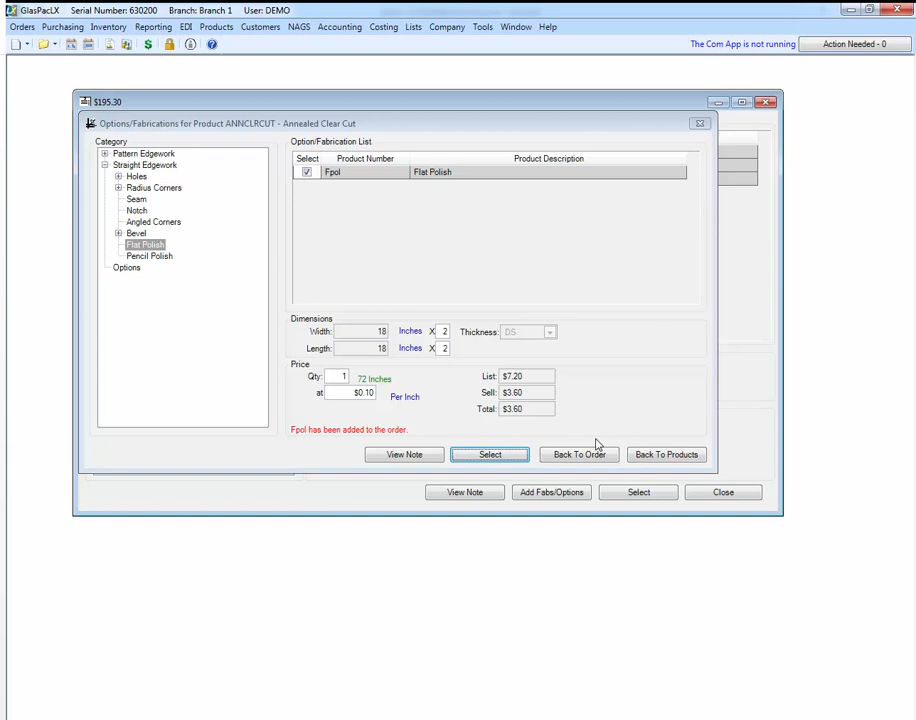 GlasPacLX Serial Number: 630200 Branch: Branch 1 User: DEMO
Orders Purchasing Inventory Reporting EDI Products Customers NAGS Accounting Costing Lists Company Tools Window Help
The Com App is not running Action Needed - 0
$195.30
Options/Fabrications for Product ANNCLRCUT - Annealed Clear Cut
Category
Pattern Edgework
Straight Edgework
Holes
Radius Corners
Seam
Notch
Angled Corners
Bevel
Flat Polish
Pencil Polish
Options
Option/Fabrication List
Select Product Number Product Description
Fpol Flat Polish
Dimensions
Width: 18 Inches X 2 Thickness: DS
Length: 18 Inches X 2
Price
Qty: 1 72 Inches List: $7.20
at $0.10 Per Inch Sell: $3.60
Total: $3.60
Fpol has been added to the order.
View Note Select Back To Order Back To Products
View Note Add Fabs/Options Select Close